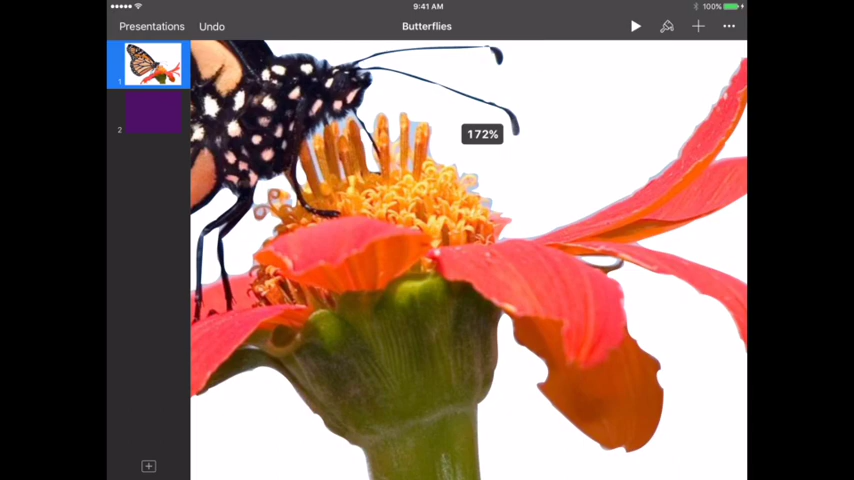 9:41 AM
100%
Presentations Undo
Butterflies
1
172%
2